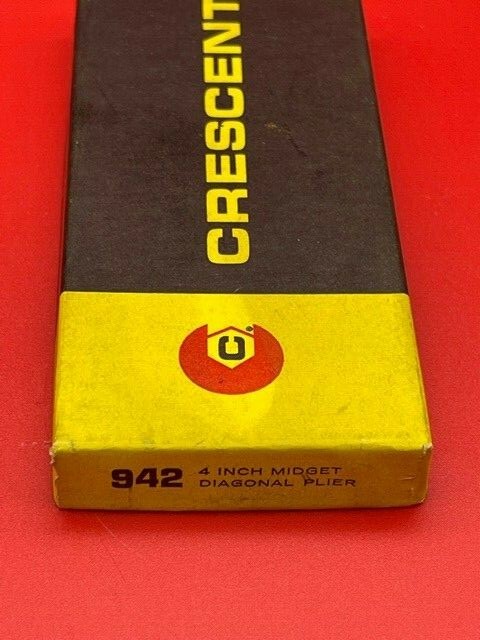 CRESCENT
C
942 4 INCH MIDGET
DIAGONAL PLIER